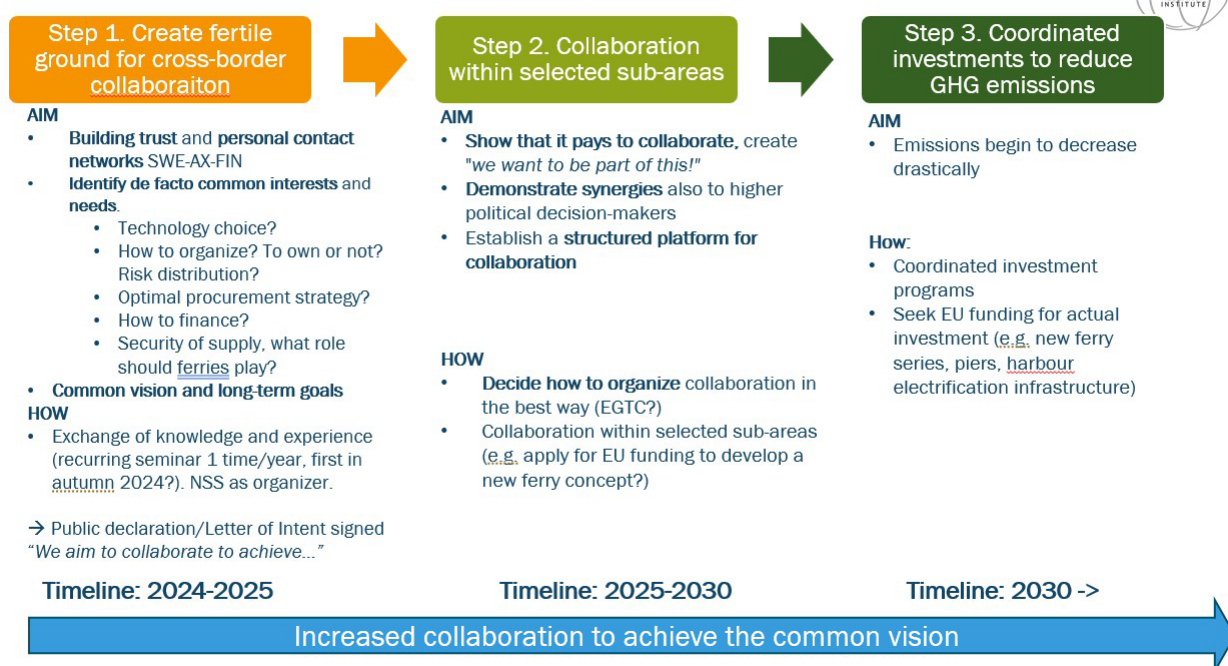 INSTITUTE
Step 1. Create fertile
ground for cross-border
collaboraiton
AIM
• Building trust and personal contact
networks SWE-AX-FIN
• Identify de facto common interests and
needs.
• Technology choice?
• How to organize? To own or not?
Risk distribution?
• Optimal procurement strategy?
• How to finance?
• Security of supply, what role
should ferries play?
• Common vision and long-term goals
HOW
• Exchange of knowledge and experience
(recurring seminar 1 time/year, first in
autumn 2024?). NSS as organizer.
→ Public declaration/Letter of Intent signed
“We aim to collaborate to achieve...”
Timeline: 2024-2025
Step 2. Collaboration
within selected sub-areas
AIM
• Show that it pays to collaborate, create
"we want to be part of this!"
• Demonstrate synergies also to higher
political decision-makers
• Establish a structured platform for
collaboration
HOW
• Decide how to organize collaboration in
the best way (EGTC?)
• Collaboration within selected sub-areas
(e.g. apply for EU funding to develop a
new ferry concept?)
Timeline: 2025-2030
Step 3. Coordinated
investments to reduce
GHG emissions
AIM
• Emissions begin to decrease
drastically
How:
• Coordinated investment
programs
• Seek EU funding for actual
investment (e.g. new ferry
series, piers, harbour
electrification infrastructure)
Timeline: 2030 ->
Increased collaboration to achieve the common vision